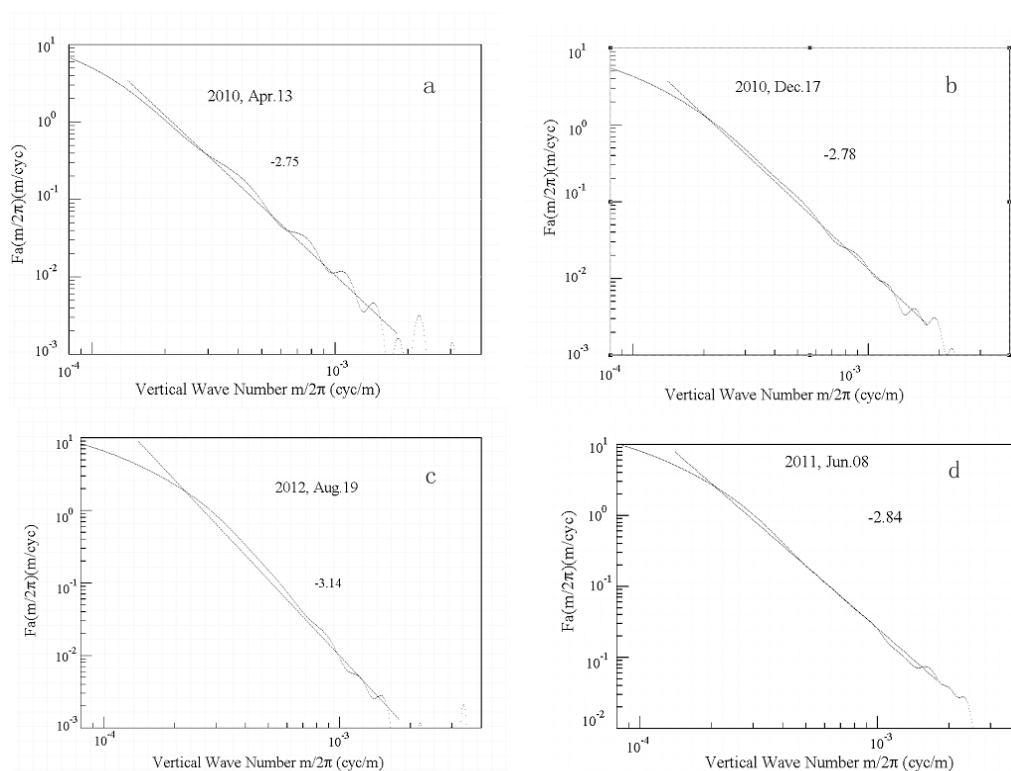 a
2010, Apr.13
-2.75
Fa(m/2π)(m/cyc)
10^1
10^0
10^-1
10^-2
10^-3
10^-4
10^-3
Vertical Wave Number m/2π (cyc/m)
b
2010, Dec.17
-2.78
Fa(m/2π)(m/cyc)
10^1
10^0
10^-1
10^-2
10^-3
10^-4
10^-3
Vertical Wave Number m/2π (cyc/m)
c
2012, Aug.19
-3.14
Fa(m/2π)(m/cyc)
10^1
10^0
10^-1
10^-2
10^-3
10^-4
10^-3
Vertical Wave Number m/2π (cyc/m)
d
2011, Jun.08
-2.84
Fa(m/2π)(m/cyc)
10^1
10^0
10^-1
10^-1
10^-2
10^-4
10^-3
Vertical Wave Number m/2π (cyc/m)